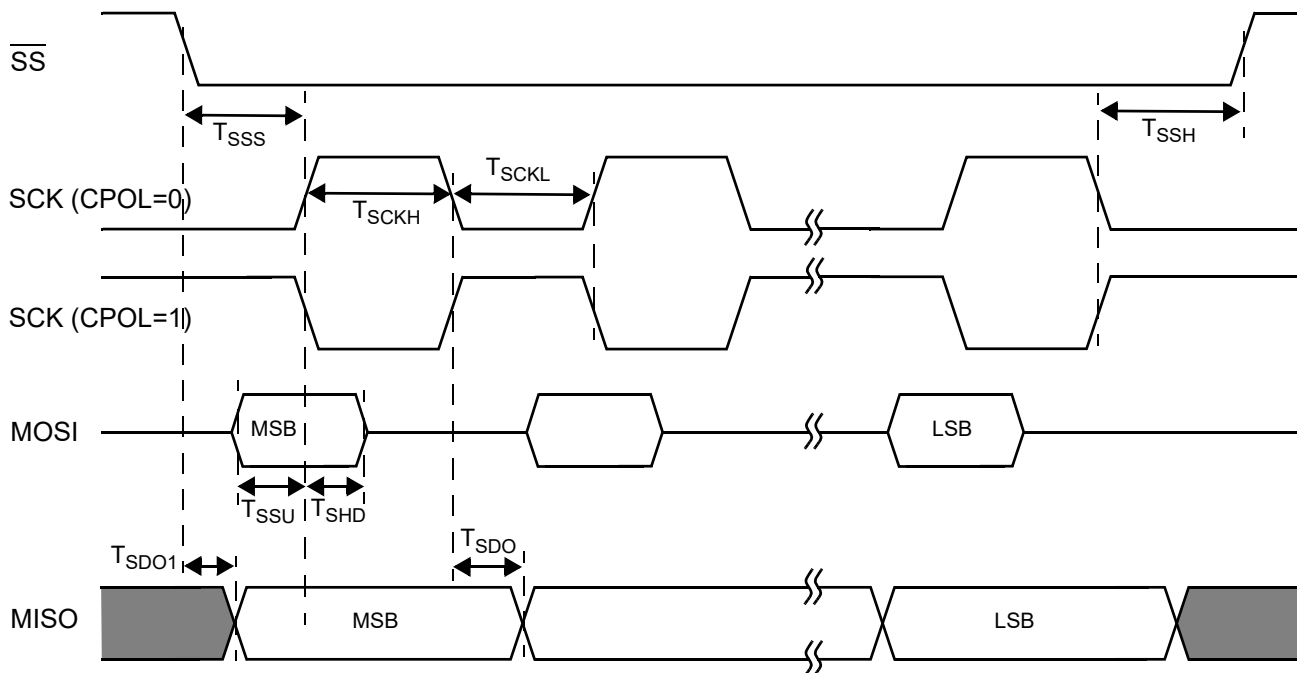 SS
TSSS
TSSH
SCK (CPOL=0)
TSCKH
TSCKL
SCK (CPOL=1)
MOSI
MSB
LSB
TSSU
TSHD
TSDO1
TSDO
MISO
MSB
LSB